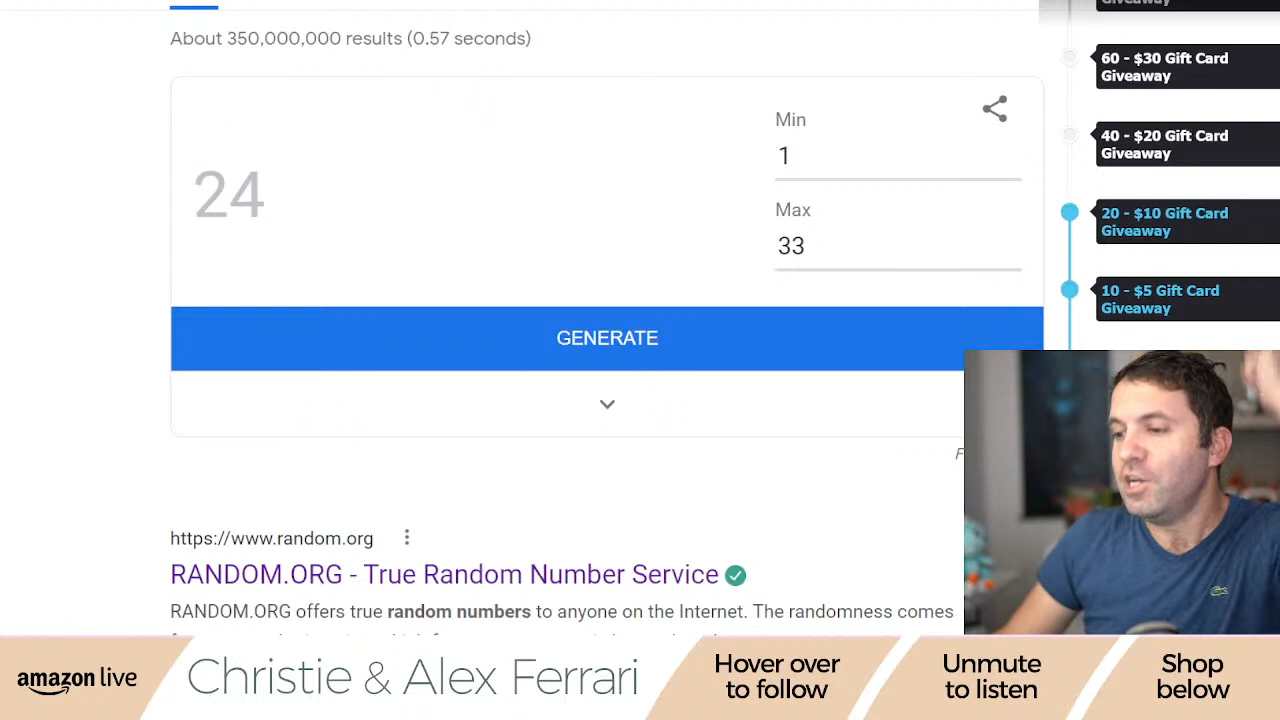 About 350,000,000 results (0.57 seconds)
24
Min
1
Max
33
GENERATE
https://www.random.org
RANDOM.ORG - True Random Number Service
RANDOM.ORG offers true random numbers to anyone on the Internet. The randomness comes
Giveaway
60 - $30 Gift Card
Giveaway
40 - $20 Gift Card
Giveaway
20 - $10 Gift Card
Giveaway
10 - $5 Gift Card
Giveaway
amazon live
Christie & Alex Ferrari
Hover over
to follow
Unmute
to listen
Shop
below